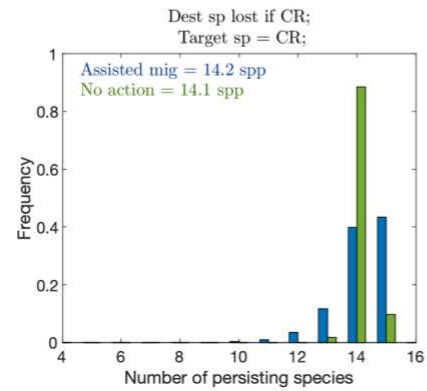 Dest sp lost if CR;
Target sp = CR;
1
Assisted mig = 14.2 spp
No action = 14.1 spp
0.8
0.6
0.4
0.2
0
Frequency
4 6 8 10 12 14 16
Number of persisting species